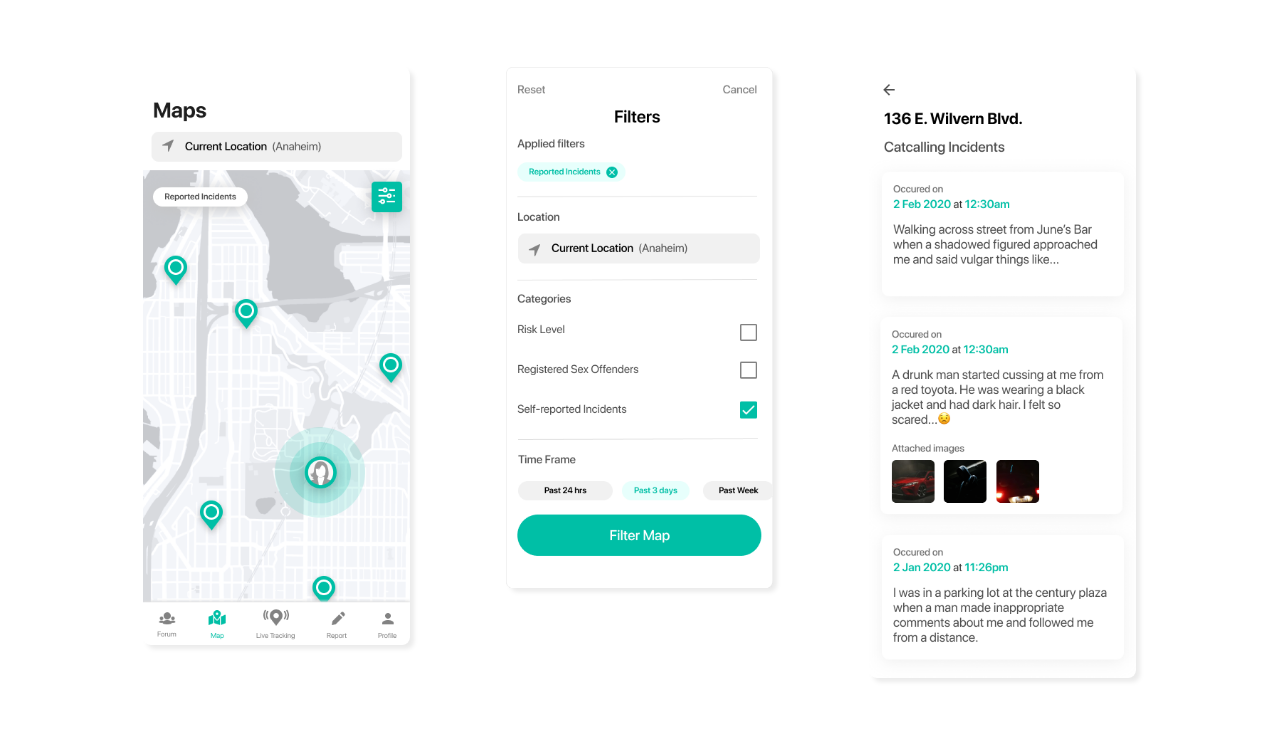 Maps
Current Location (Anaheim)
Reported Incidents
Forum
Map
Live Tracking
Report
Profile
Reset
Cancel
Filters
Applied filters
Reported Incidents
Location
Current Location (Anaheim)
Categories
Risk Level
Registered Sex Offenders
Self-reported Incidents
Time Frame
Past 24 hrs
Past 3 days
Past Week
Filter Map
136 E. Wilvern Blvd.
Catcalling Incidents
Occured on
2 Feb 2020 at 12:30am
Walking across street from June's Bar
when a shadowed figured approached
me and said vulgar things like...
Occured on
2 Feb 2020 at 12:30am
A drunk man started cussing at me from
a red toyota. He was wearing a black
jacket and had dark hair. I felt so
scared...😣
Attached images
Occured on
2 Jan 2020 at 11:26pm
I was in a parking lot at the century plaza
when a man made inappropriate
comments about me and followed me
from a distance.